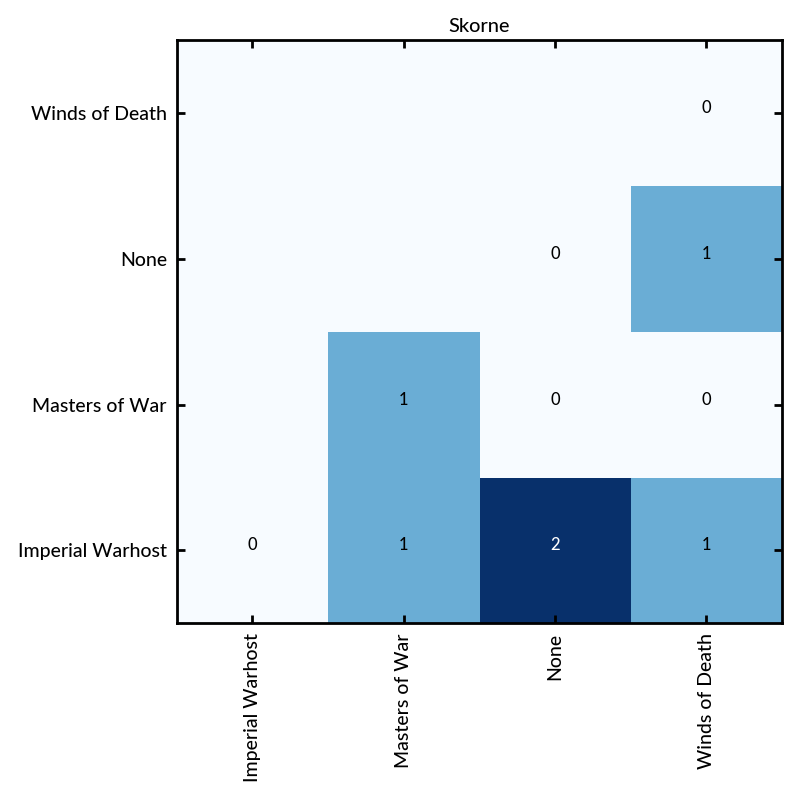 Skorne
Winds of Death
0
None
0 1
Masters of War
1 0 0
Imperial Warhost
0 1 2 1
Imperial Warhost
Masters of War
None
Winds of Death